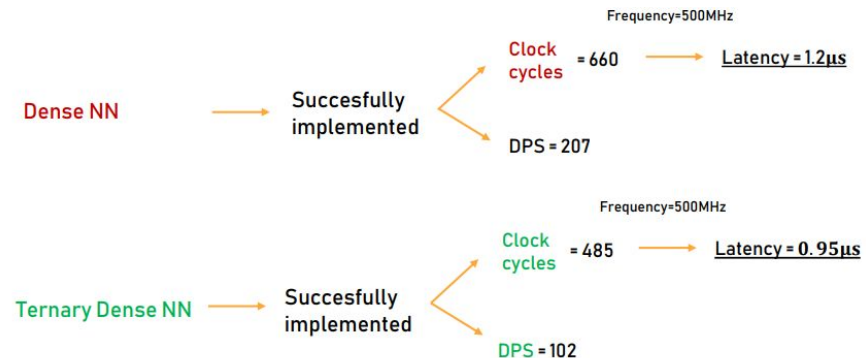 Frequency=500MHz
Clock
cycles = 660
Latency = 1.2μs
Dense NN
Succesfully
implemented
DPS = 207
Frequency=500MHz
Clock
cycles = 485
Latency = 0.95μs
Ternary Dense NN
Succesfully
implemented
DPS = 102